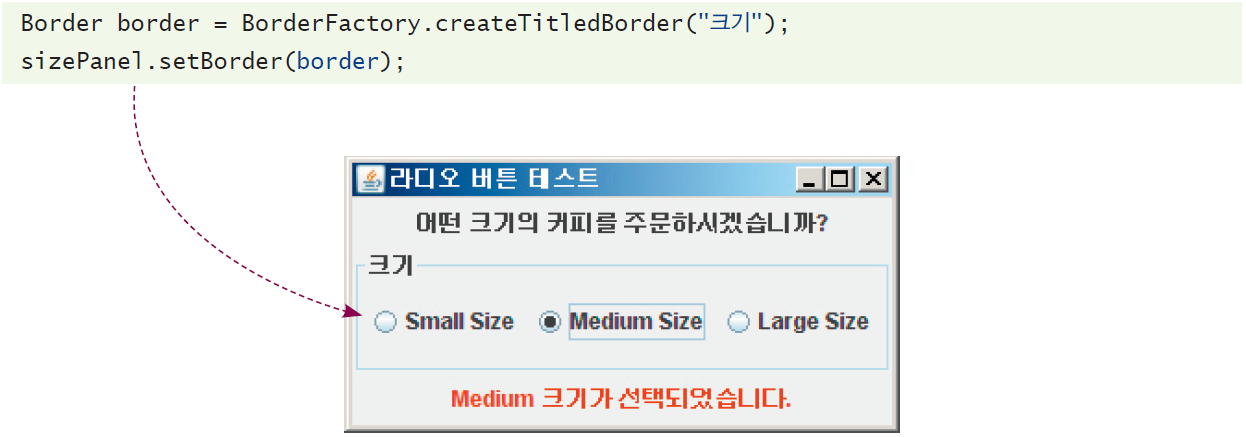 Border border = BorderFactory.createTitledBorder("크기");
sizePanel.setBorder(border);
라디오 버튼 테스트
어떤 크기의 커피를 주문하시겠습니까?
크기
Small Size Medium Size Large Size
Medium 크기가 선택되었습니다.